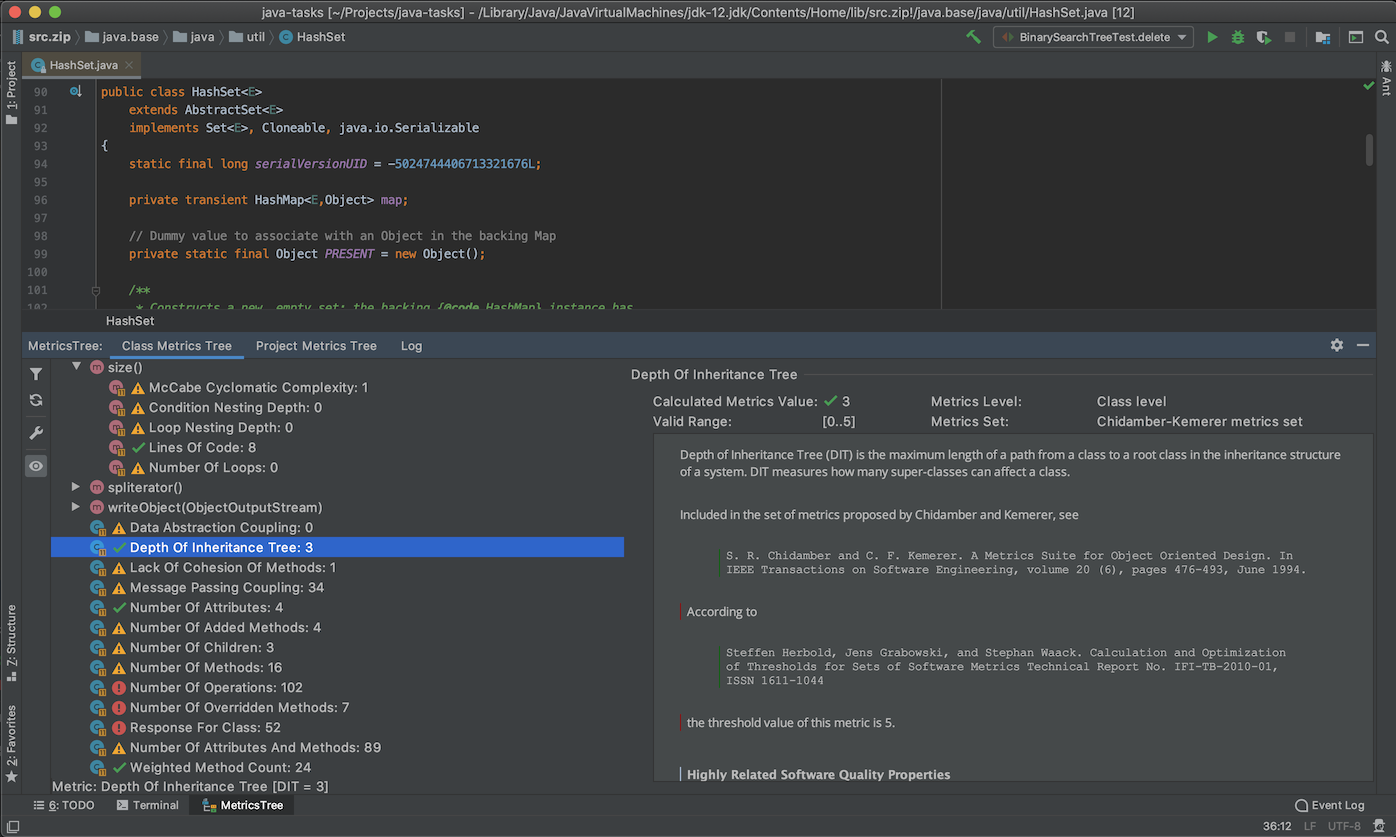 java-tasks [~/Projects/java-tasks] - /Library/Java/JavaVirtualMachines/jdk-12.jdk/Contents/Home/lib/src.zip!/java.base/java/util/HashSet.java [12]
src.zip java.base java util HashSet BinarySearchTreeTest.delete
HashSet.java
1: Project
Ant
90 public class HashSet<E>
91 extends AbstractSet<E>
92 implements Set<E>, Cloneable, java.io.Serializable
93 {
94 static final long serialVersionUID = -5024744406713321676L;
95
96 private transient HashMap<E,Object> map;
97
98 // Dummy value to associate with an Object in the backing Map
99 private static final Object PRESENT = new Object();
100
101 /**
102 * Constructs a new, empty set; the backing {@code HashMap} instance has
HashSet
MetricsTree: Class Metrics Tree Project Metrics Tree Log
size()
McCabe Cyclomatic Complexity: 1
Condition Nesting Depth: 0
Loop Nesting Depth: 0
Lines Of Code: 8
Number Of Loops: 0
spliterator()
writeObject(ObjectOutputStream)
Data Abstraction Coupling: 0
Depth Of Inheritance Tree: 3
Lack Of Cohesion Of Methods: 1
Message Passing Coupling: 34
Number Of Attributes: 4
Number Of Added Methods: 4
Number Of Children: 3
Number Of Methods: 16
Number Of Operations: 102
Number Of Overridden Methods: 7
Response For Class: 52
Number Of Attributes And Methods: 89
Weighted Method Count: 24
Metric: Depth Of Inheritance Tree [DIT = 3]
Depth Of Inheritance Tree
Calculated Metrics Value: 3 Metrics Level: Class level
Valid Range: [0..5] Metrics Set: Chidamber-Kemerer metrics set
Depth of Inheritance Tree (DIT) is the maximum length of a path from a class to a root class in the inheritance structure
of a system. DIT measures how many super-classes can affect a class.
Included in the set of metrics proposed by Chidamber and Kemerer, see
S. R. Chidamber and C. F. Kemerer. A Metrics Suite for Object Oriented Design. In
IEEE Transactions on Software Engineering, volume 20 (6), pages 476-493, June 1994.
According to
Steffen Herbold, Jens Grabowski, and Stephan Waack. Calculation and Optimization
of Thresholds for Sets of Software Metrics Technical Report No. IFI-TB-2010-01,
ISSN 1611-1044
the threshold value of this metric is 5.
Highly Related Software Quality Properties
Z: Structure
2: Favorites
6: TODO Terminal MetricsTree Event Log
36:12 LF UTF-8